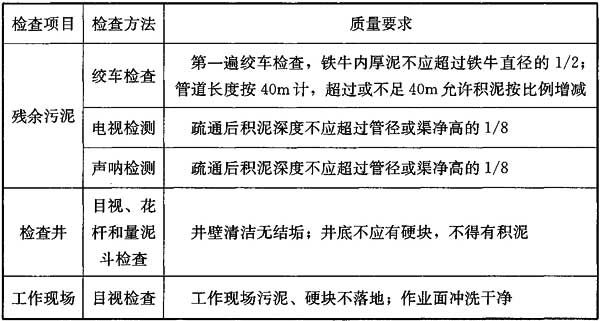 检查项目 检查方法 质量要求
残余污泥
绞车检查
第一遍绞车检查，铁牛内厚泥不应超过铁牛直径的 1/2；
管道长度按 40m 计，超过或不足 40m 允许积泥按比例增减
电视检测 疏通后积泥深度不应超过管径或渠净高的 1/8
声呐检测 疏通后积泥深度不应超过管径或渠净高的 1/8
检查井
目视、花
杆和量泥
斗检查
井壁清洁无结垢；井底不应有硬块，不得有积泥
工作现场 目视检查 工作现场污泥、硬块不落地；作业面冲洗干净